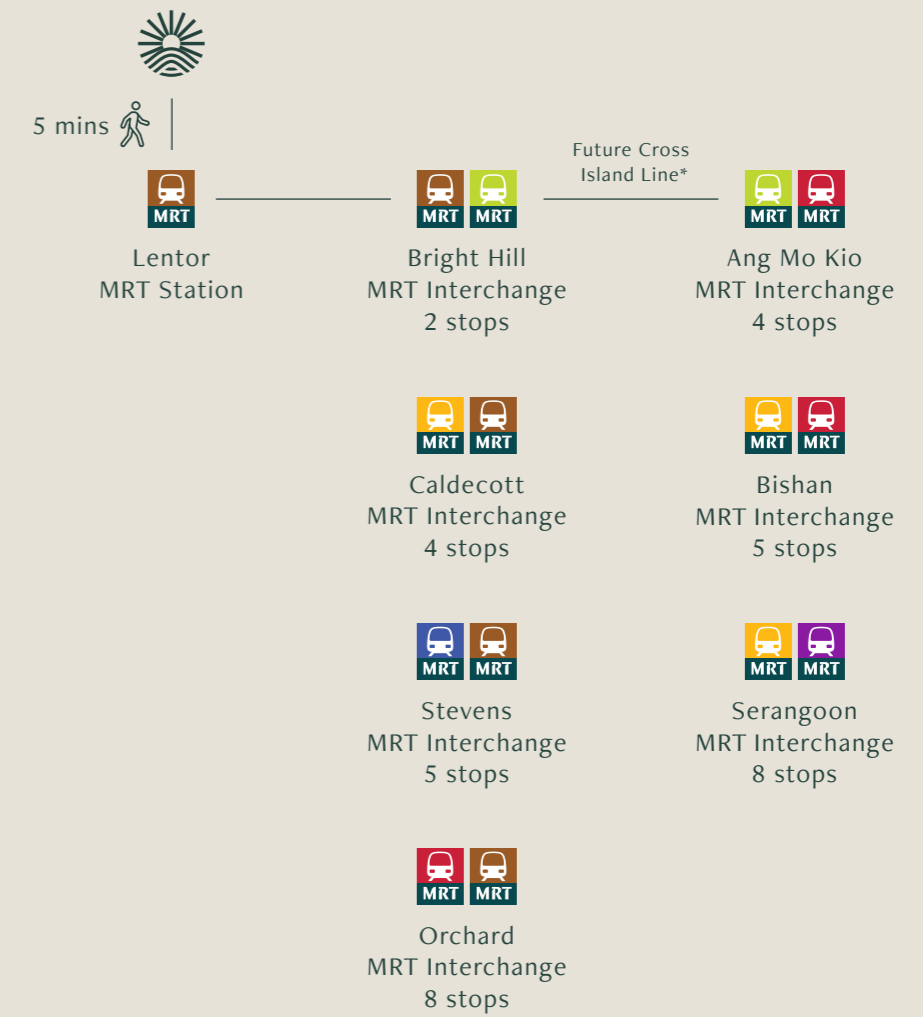 5 mins
Future Cross
Island Line*
MRT
MRT MRT
MRT MRT
Lentor
MRT Station
Bright Hill
MRT Interchange
2 stops
Ang Mo Kio
MRT Interchange
4 stops
MRT MRT
MRT MRT
Caldecott
MRT Interchange
4 stops
Bishan
MRT Interchange
5 stops
MRT MRT
MRT MRT
Stevens
MRT Interchange
5 stops
Serangoon
MRT Interchange
8 stops
MRT MRT
Orchard
MRT Interchange
8 stops